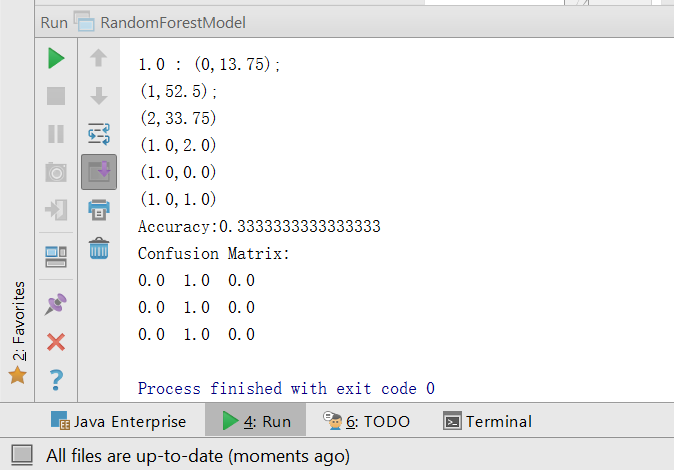 Run RandomForestModel
1.0 : (0,13.75);
(1,52.5);
(2,33.75)
(1.0,2.0)
(1.0,0.0)
(1.0,1.0)
Accuracy:0.3333333333333333
Confusion Matrix:
0.0 1.0 0.0
0.0 1.0 0.0
0.0 1.0 0.0
Process finished with exit code 0
2: Favorites
Java Enterprise 4: Run 6: TODO Terminal
All files are up-to-date (moments ago)